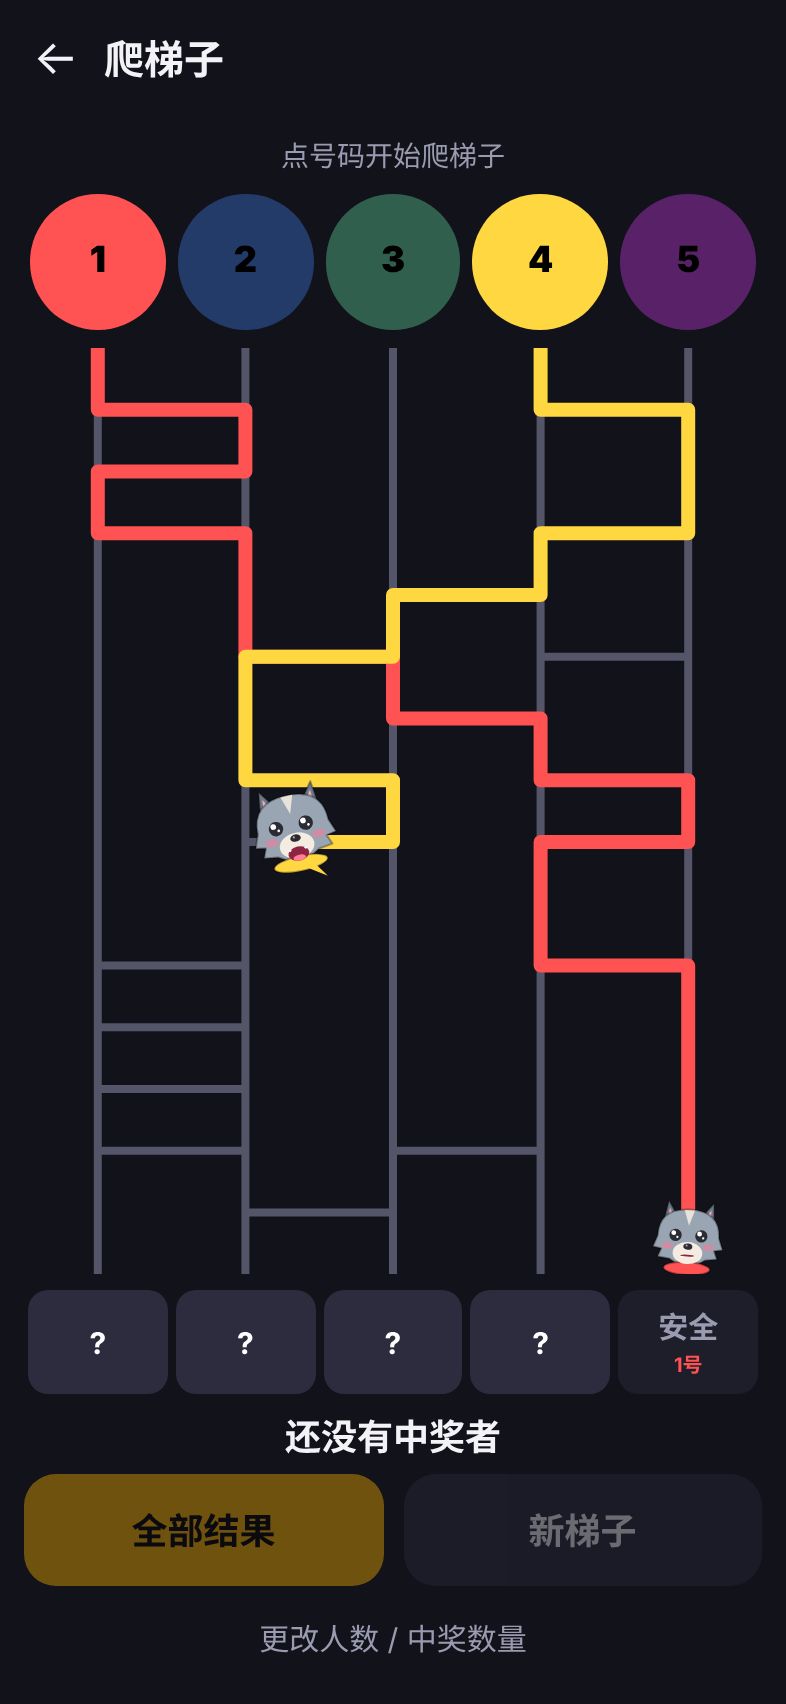 爬梯子
点号码开始爬梯子
1 2 3 4 5
? ? ? ? 安全
1号
还没有中奖者
全部结果 新梯子
更改人数 / 中奖数量